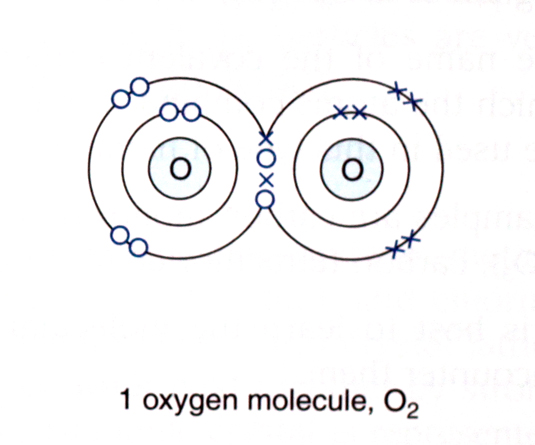 O O
1 oxygen molecule, O₂